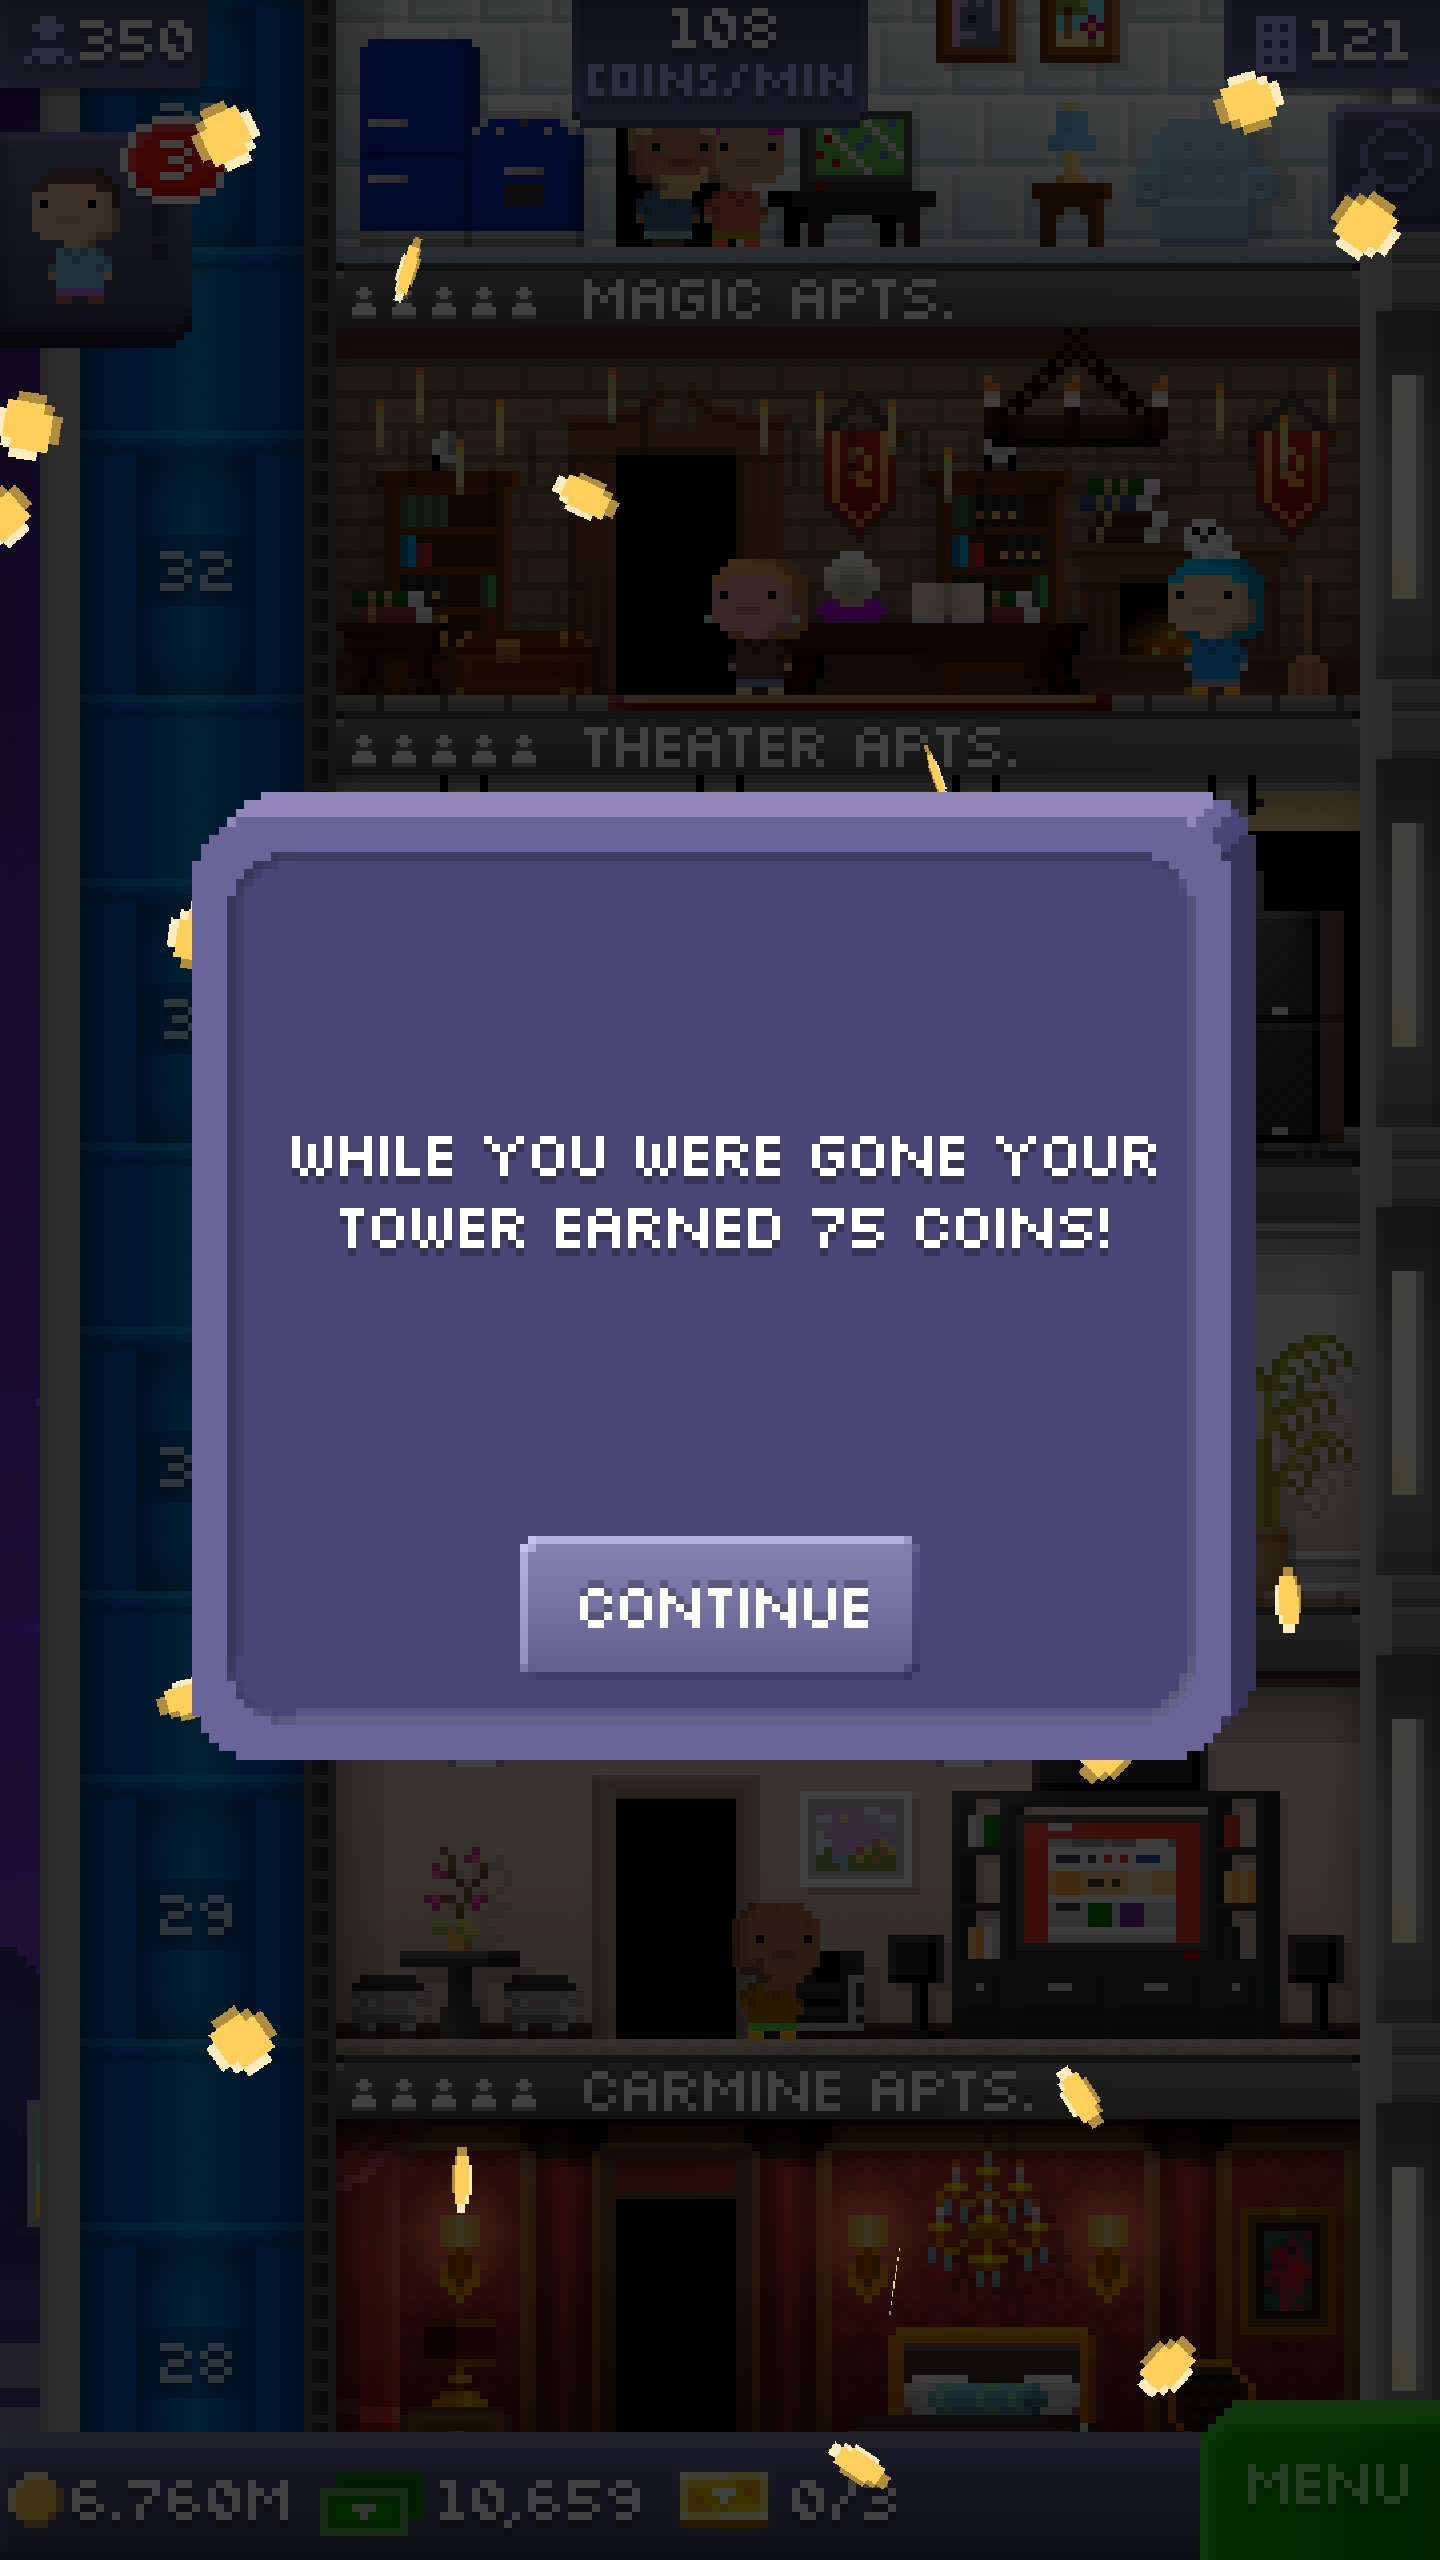 350
108
COINS/MIN
121
3
MAGIC APTS.
32
THEATER APTS.
WHILE YOU WERE GONE YOUR
TOWER EARNED 75 COINS!
CONTINUE
29
CARMINE APTS.
28
6.760M
10,659
0/3
MENU